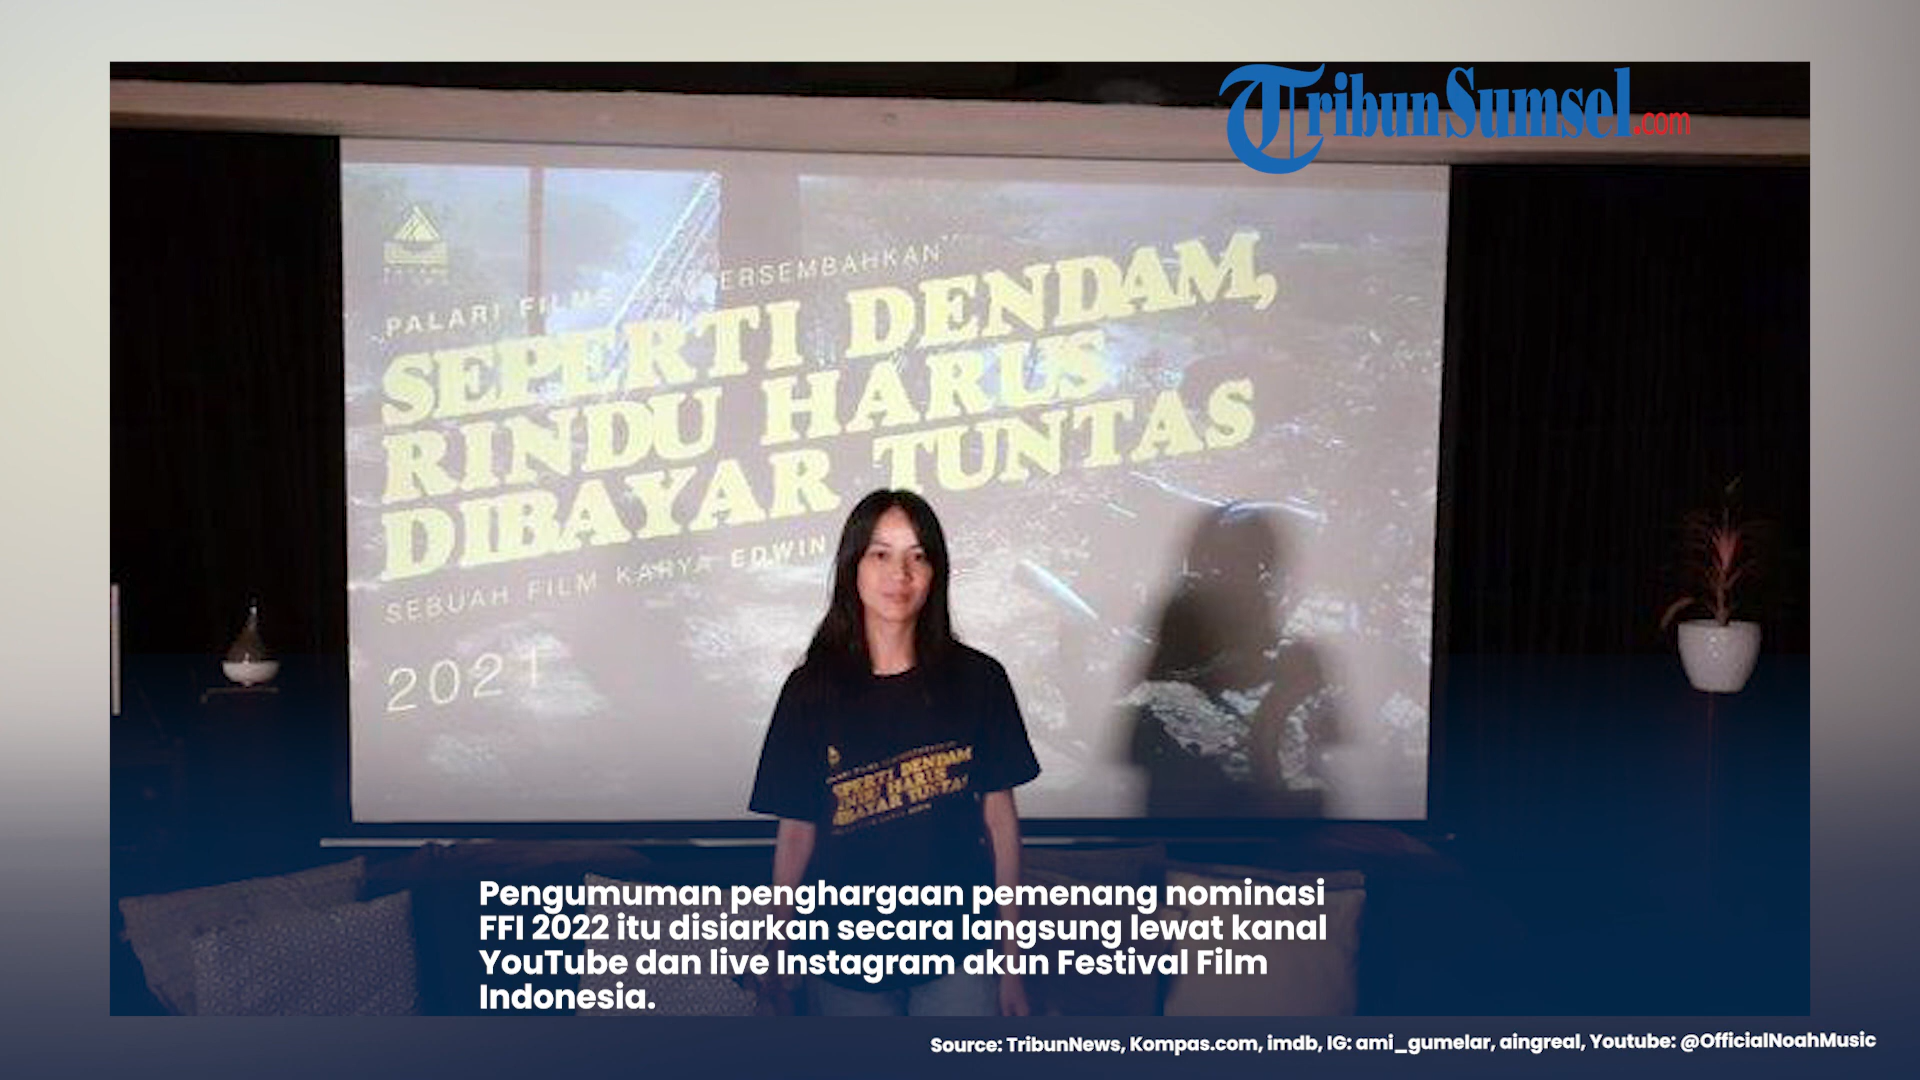 TribunSumsel.com
PALARI FILMS
ERSEMBAHKAN
SEPERTI DENDAM,
RINDU HARUS
DIBAYAR TUNTAS
SEBUAH FILM KARYA EDWIN
2021
SEPERTI DENDAM
RINDU HARUS
DIBAYAR TUNTAS
Pengumuman penghargaan pemenang nominasi
FFI 2022 itu disiarkan secara langsung lewat kanal
YouTube dan live Instagram akun Festival Film
Indonesia.
Source: TribunNews, Kompas.com, imdb, IG: ami_gumelar, aingreal, Youtube: @OfficialNoahMusic